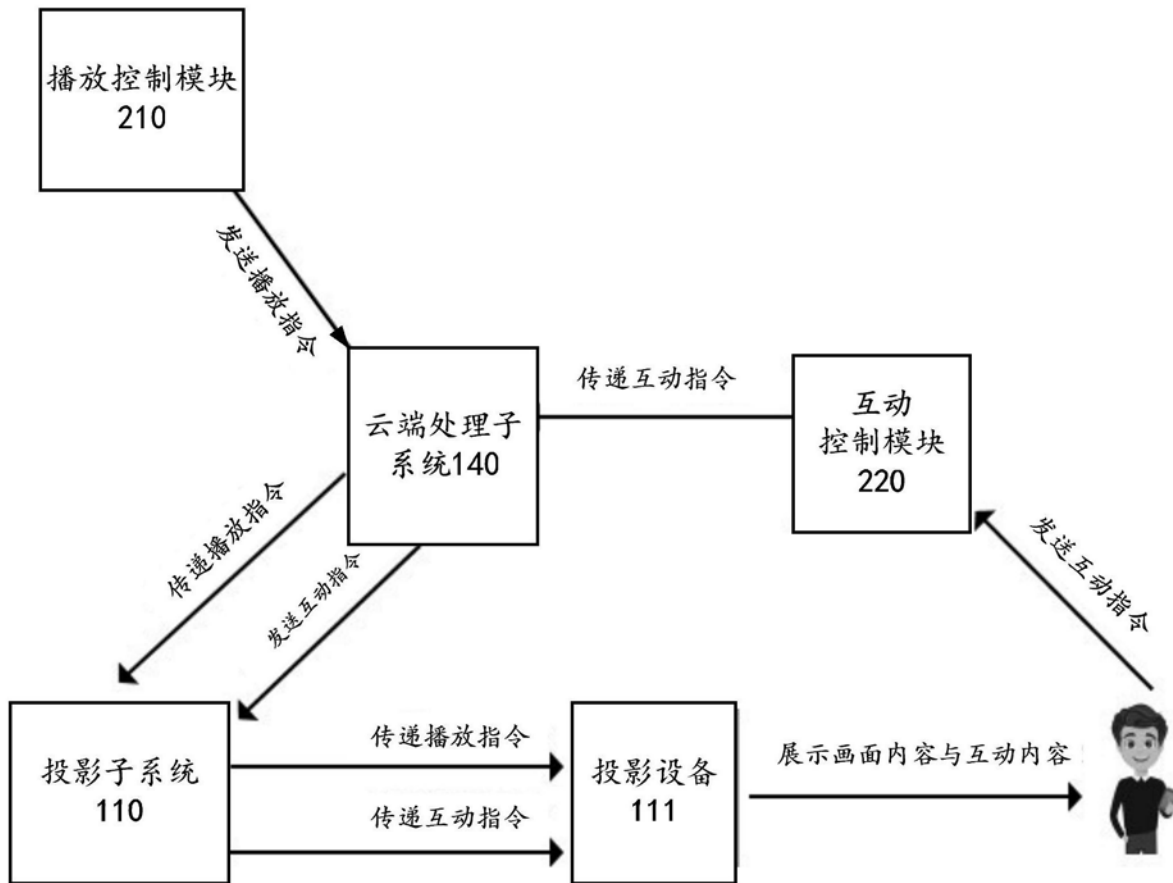 播放控制模块
210
发送播放指令
云端处理子
系统140
传递互动指令
互动
控制模块
220
传递播放指令
发送互动指令
发送互动指令
投影子系统
110
传递播放指令
传递互动指令
投影设备
111
展示画面内容与互动内容